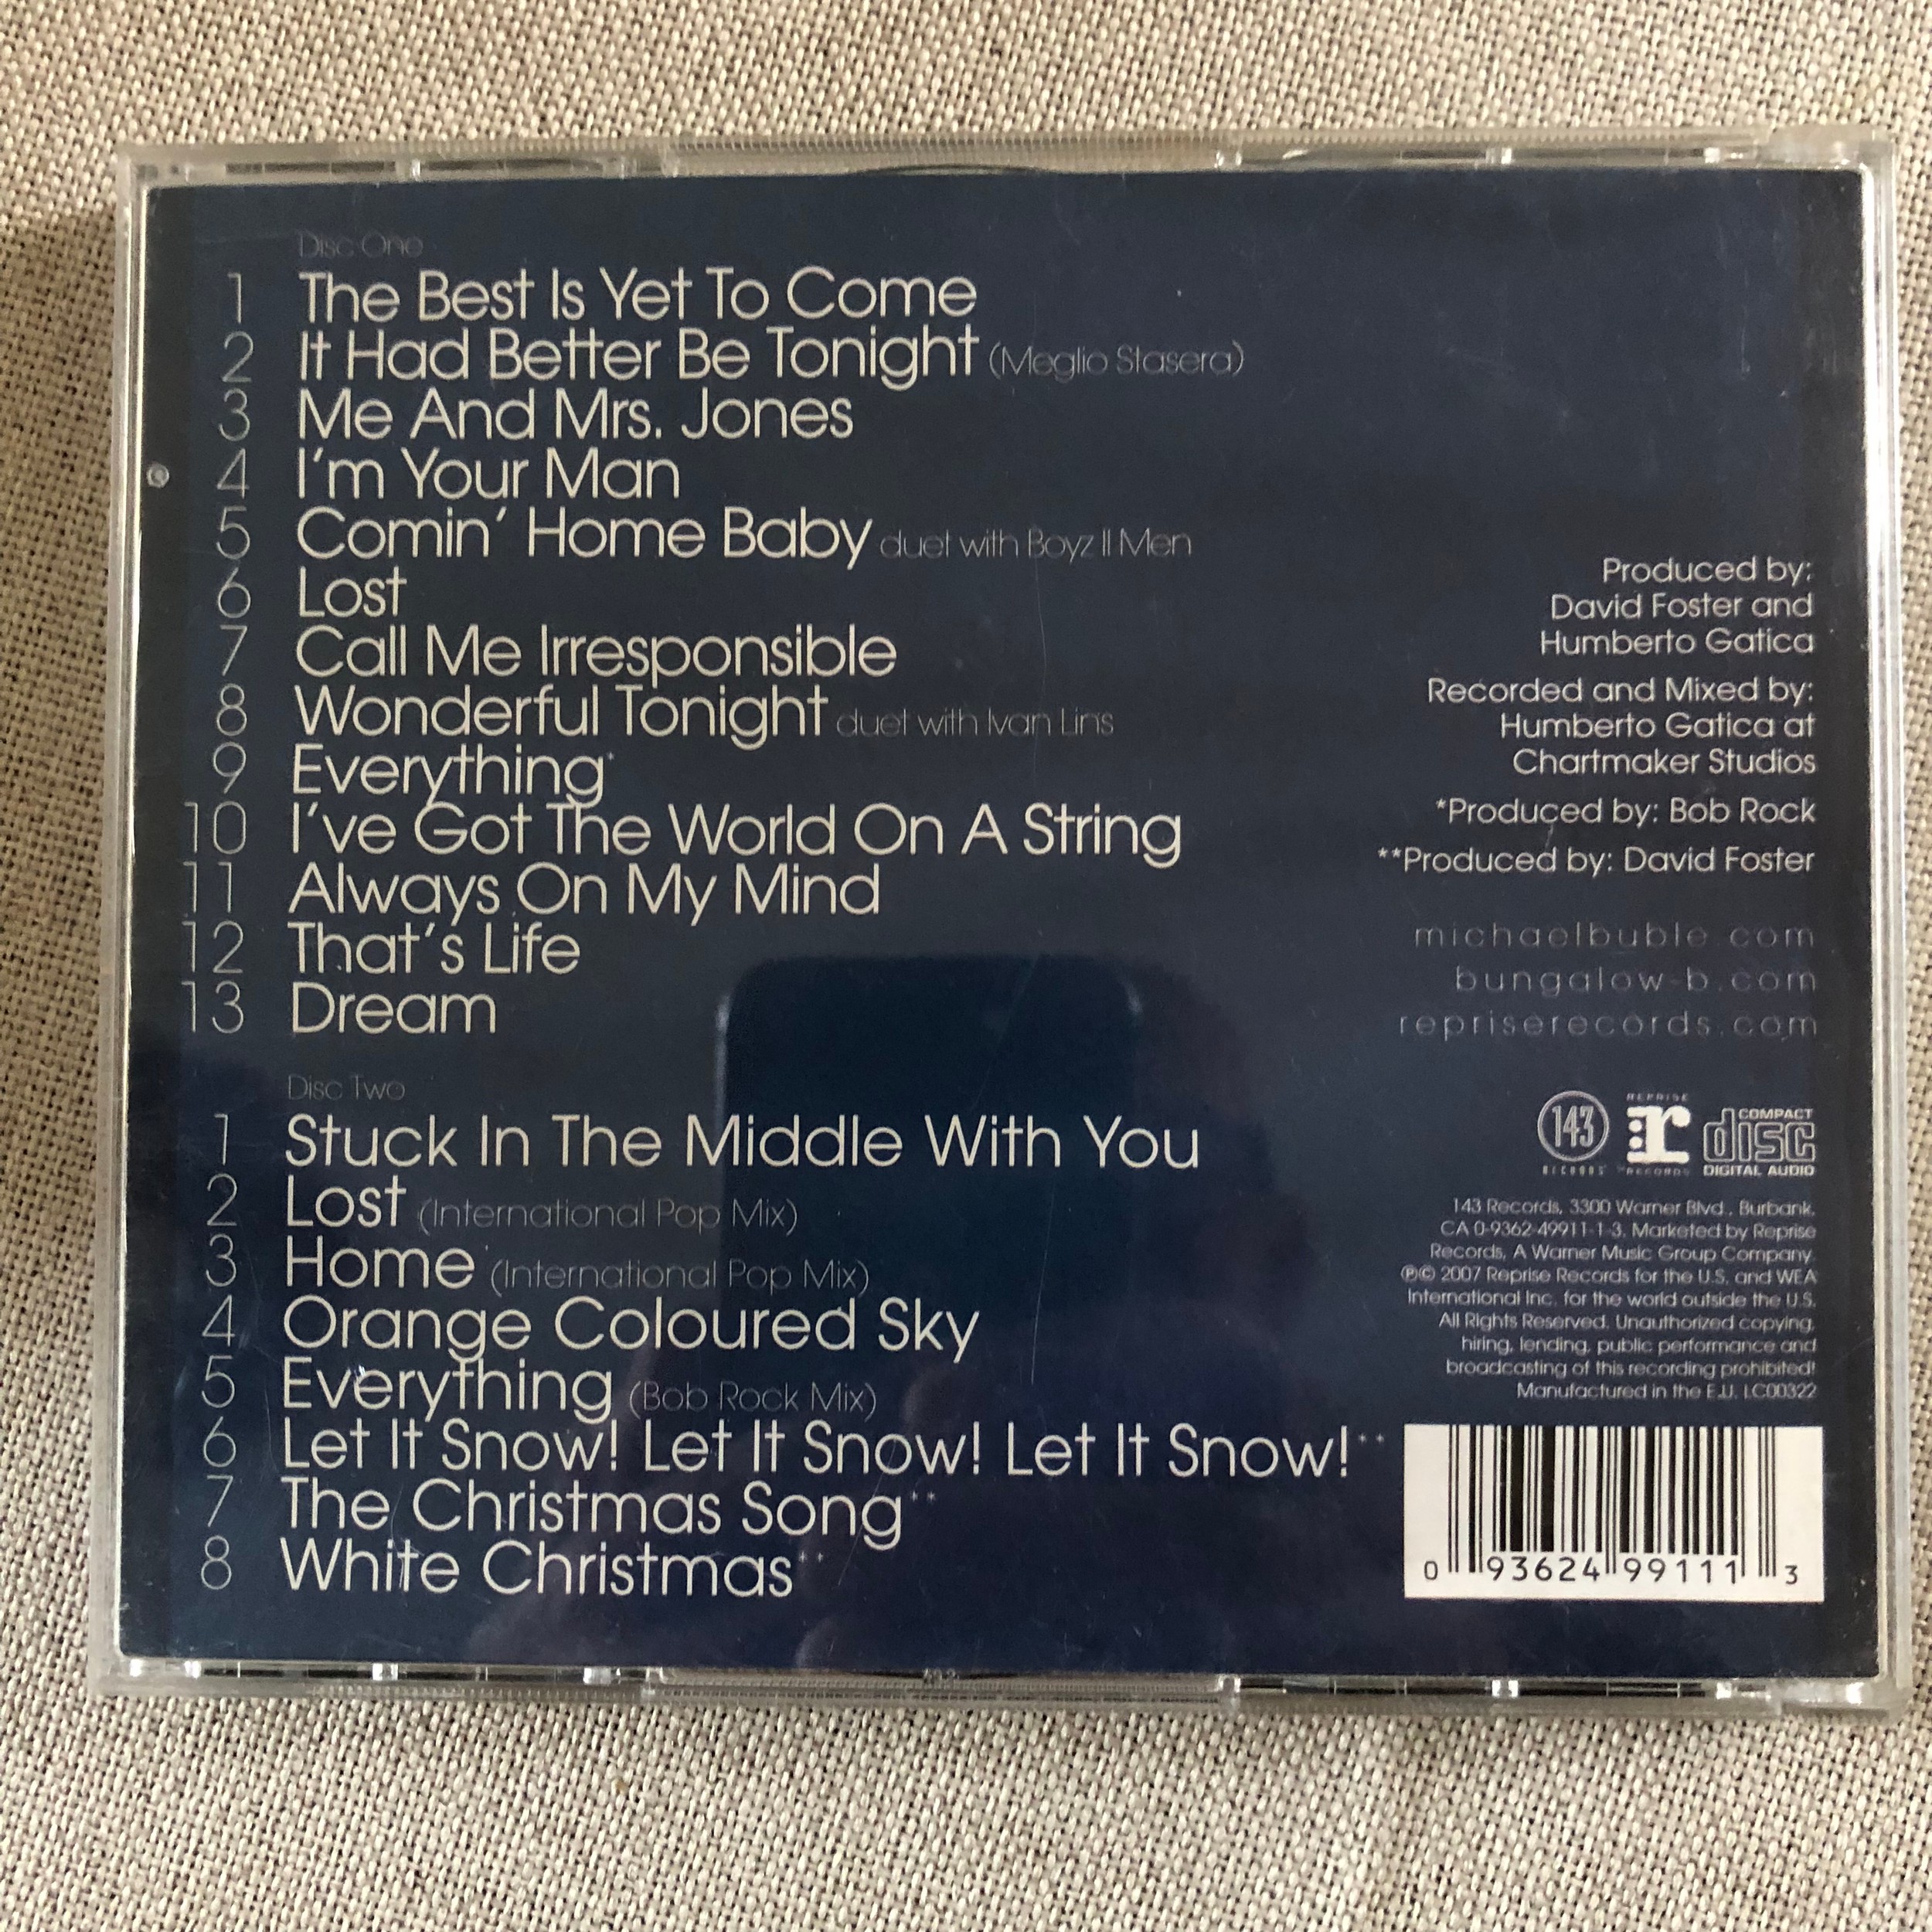 Disc One
1 The Best Is Yet To Come
2 It Had Better Be Tonight (Meglio Stasera)
3 Me And Mrs. Jones
4 I'm Your Man
5 Comin' Home Baby duet with Boyz II Men
6 Lost
7 Call Me Irresponsible
8 Wonderful Tonight duet with Ivan Lins
9 Everything*
10 I've Got The World On A String
11 Always On My Mind
12 That's Life
13 Dream
Disc Two
1 Stuck In The Middle With You
2 Lost (International Pop Mix)
3 Home (International Pop Mix)
4 Orange Coloured Sky
5 Everything (Bob Rock Mix)
6 Let It Snow! Let It Snow! Let It Snow!**
7 The Christmas Song**
8 White Christmas**
Produced by:
David Foster and
Humberto Gatica
Recorded and Mixed by:
Humberto Gatica at
Chartmaker Studios
*Produced by: Bob Rock
**Produced by: David Foster
michaelbuble.com
bungalow-b.com
repriserecords.com
143 RECORDS
REPRISE r RECORDS
COMPACT disc DIGITAL AUDIO
143 Records, 3300 Warner Blvd., Burbank,
CA 0-9362-49911-1-3, Marketed by Reprise
Records, A Warner Music Group Company.
℗© 2007 Reprise Records for the U.S. and WEA
International Inc. for the world outside the U.S.
All Rights Reserved. Unauthorized copying,
hiring, lending, public performance and
broadcasting of this recording prohibited!
Manufactured in the E.U. LC00322
0 93624 99111 3